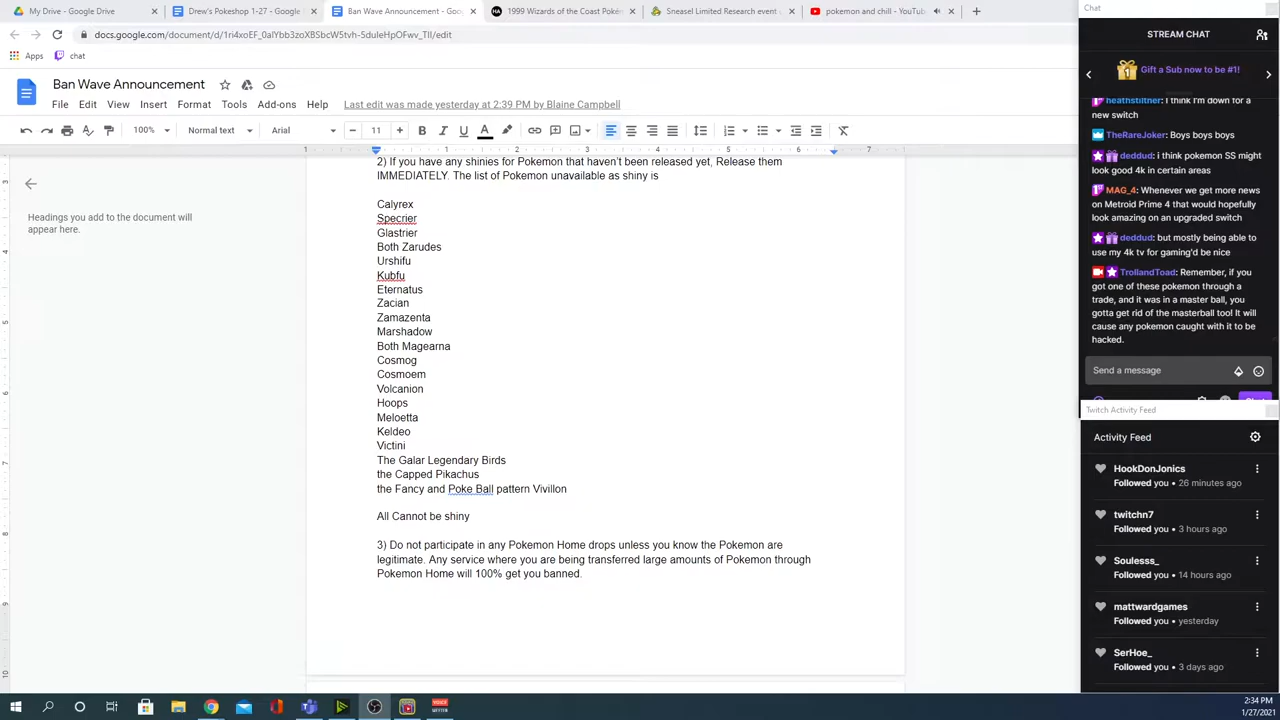 My Drive - Google Drive
Drew's Pokeshop 1-27 - Google
Ban Wave Announcement - Google
1999 Wizards of the Coast Pokém
Sneasel Limited Research event
pokemon and chill - YouTube
docs.google.com/document/d/1ri4xoEF_0alYbb3zoXBSbcW5tvh-5duleHpOFwv_TlI/edit
Apps
chat
Ban Wave Announcement
File Edit View Insert Format Tools Add-ons Help Last edit was made yesterday at 2:39 PM by Blaine Campbell
100% Normal text Arial 11
1 1 2 3 4 5 6 7
Headings you add to the document will
appear here.
2) If you have any shinies for Pokemon that haven't been released yet, Release them
IMMEDIATELY. The list of Pokemon unavailable as shiny is
Calyrex
Specrier
Glastrier
Both Zarudes
Urshifu
Kubfu
Eternatus
Zacian
Zamazenta
Marshadow
Both Magearna
Cosmog
Cosmoem
Volcanion
Hoops
Meloetta
Keldeo
Victini
The Galar Legendary Birds
the Capped Pikachus
the Fancy and Poke Ball pattern Vivillon
All Cannot be shiny
3) Do not participate in any Pokemon Home drops unless you know the Pokemon are
legitimate. Any service where you are being transferred large amounts of Pokemon through
Pokemon Home will 100% get you banned.
Chat
STREAM CHAT
Gift a Sub now to be #1!
heathstiltner: I think I'm down for a
new switch
TheRareJoker: Boys boys boys
deddud: i think pokemon SS might
look good 4k in certain areas
MAG_4: Whenever we get more news
on Metroid Prime 4 that would hopefully
look amazing on an upgraded switch
deddud: but mostly being able to
use my 4k tv for gaming'd be nice
TrollandToad: Remember, if you
got one of these pokemon through a
trade, and it was in a master ball, you
gotta get rid of the masterball too! It will
cause any pokemon caught with it to be
hacked.
Send a message
Twitch Activity Feed
Activity Feed
HookDonJonics
Followed you • 26 minutes ago
twitchn7
Followed you • 3 hours ago
Soulesss_
Followed you • 14 hours ago
mattwardgames
Followed you • yesterday
SerHoe_
Followed you • 3 days ago
2:34 PM
1/27/2021